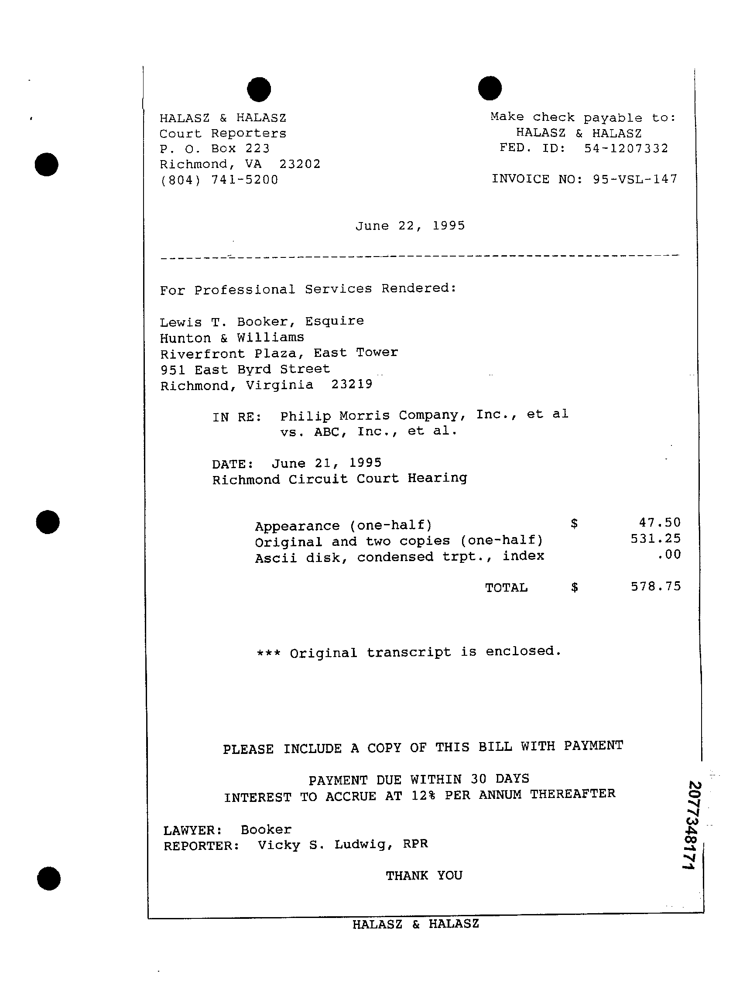 HALASZ & HALASZ
Court Reporters
P. O. Box 223
Richmond, VA 23202
(804) 741-5200
Make check payable to:
HALASZ & HALASZ
FED. ID: 54-1207332
INVOICE NO: 95-VSL-147
June 22, 1995
For Professional Services Rendered:
Lewis T. Booker, Esquire
Hunton & Williams
Riverfront Plaza, East Tower
951 East Byrd Street
Richmond, Virginia 23219
IN RE: Philip Morris Company, Inc., et al
vs. ABC, Inc., et al.
DATE: June 21, 1995
Richmond Circuit Court Hearing
Appearance (one-half) $ 47.50
Original and two copies (one-half) 531.25
Ascii disk, condensed trpt., index .00
TOTAL $ 578.75
*** Original transcript is enclosed.
PLEASE INCLUDE A COPY OF THIS BILL WITH PAYMENT
PAYMENT DUE WITHIN 30 DAYS
INTEREST TO ACCRUE AT 12% PER ANNUM THEREAFTER
LAWYER: Booker
REPORTER: Vicky S. Ludwig, RPR
THANK YOU
HALASZ & HALASZ
2077348171